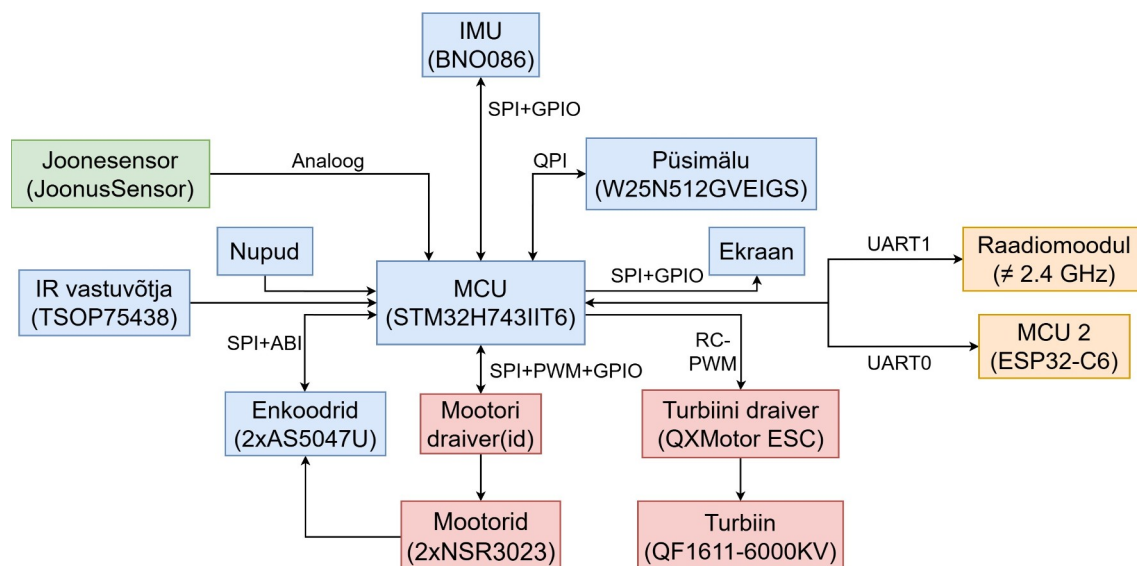 IMU
(BNO086)
SPI+GPIO
Joonesensor
(JoonusSensor)
Analoog
QPI
Püsimälu
(W25N512GVEIGS)
Nupud
Ekraan
UART1
Raadiomoodul
(≠ 2.4 GHz)
IR vastuvõtja
(TSOP75438)
MCU
(STM32H743IIT6)
SPI+GPIO
MCU 2
(ESP32-C6)
UART0
SPI+ABI
SPI+PWM+GPIO
RC-
PWM
Enkoodrid
(2xAS5047U)
Mootori
draiver(id)
Turbiini draiver
(QXMotor ESC)
Mootorid
(2xNSR3023)
Turbiin
(QF1611-6000KV)